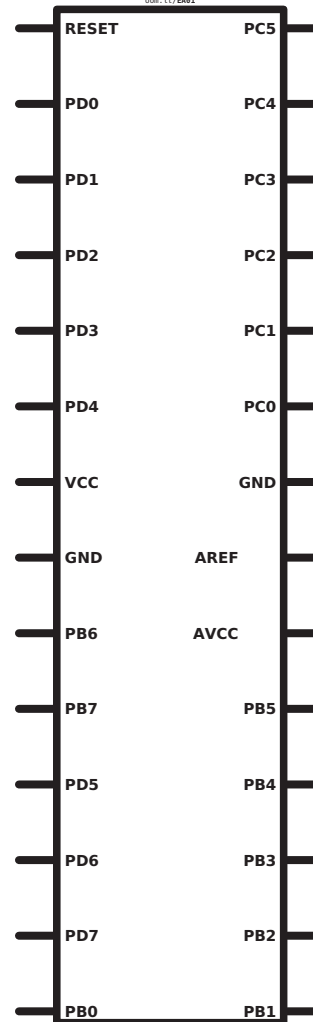 RESET PC5
PD0 PC4
PD1 PC3
PD2 PC2
PD3 PC1
PD4 PC0
VCC GND
GND AREF
PB6 AVCC
PB7 PB5
PD5 PB4
PD6 PB3
PD7 PB2
PB0 PB1